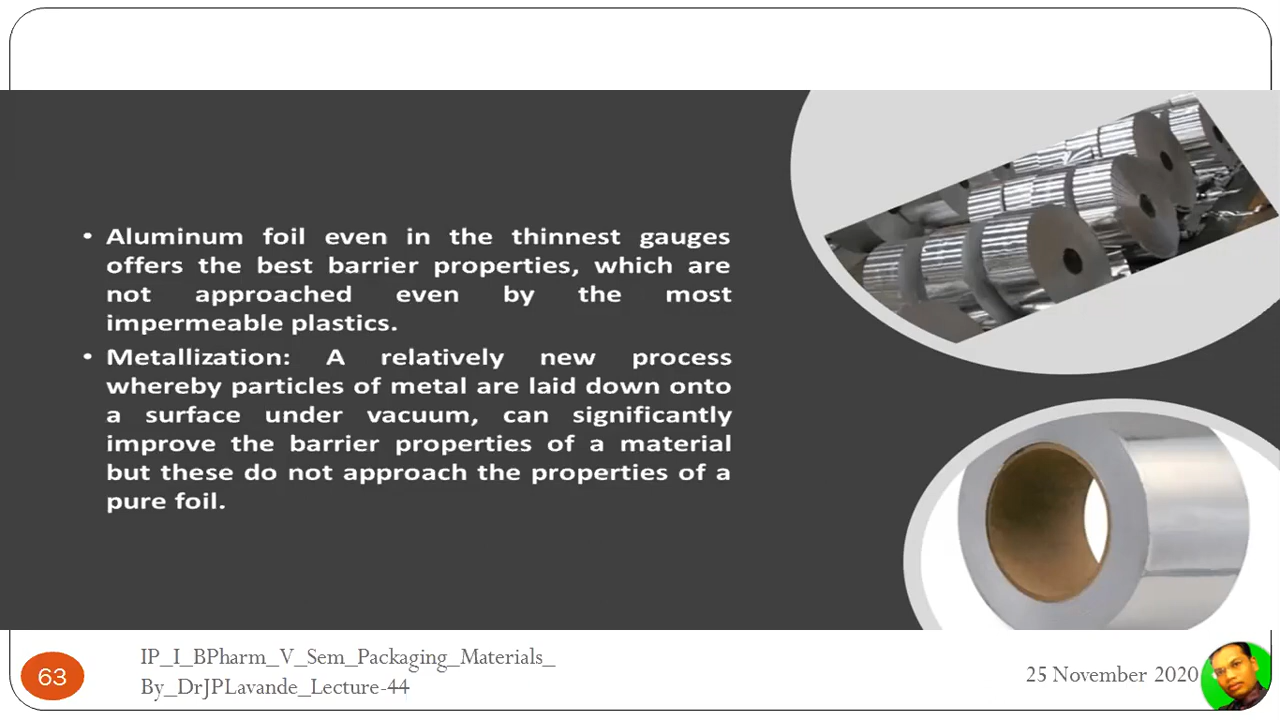 • Aluminum foil even in the thinnest gauges
offers the best barrier properties, which are
not approached even by the most
impermeable plastics.
• Metallization: A relatively new process
whereby particles of metal are laid down onto
a surface under vacuum, can significantly
improve the barrier properties of a material
but these do not approach the properties of a
pure foil.
63
IP_I_BPharm_V_Sem_Packaging_Materials_
By_DrJPLavande_Lecture-44
25 November 2020